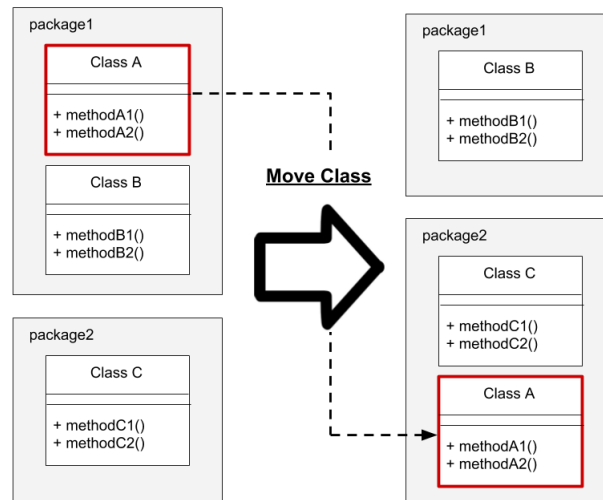 package1
Class A
+ methodA1()
+ methodA2()
Class B
+ methodB1()
+ methodB2()
package2
Class C
+ methodC1()
+ methodC2()
Move Class
package1
Class B
+ methodB1()
+ methodB2()
package2
Class C
+ methodC1()
+ methodC2()
Class A
+ methodA1()
+ methodA2()